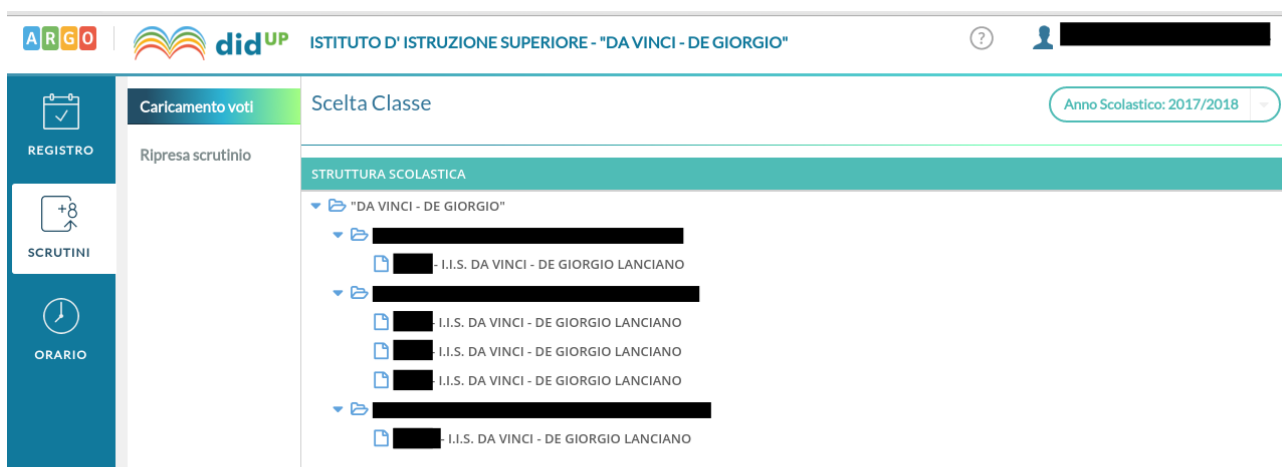 ARGO didUP ISTITUTO D' ISTRUZIONE SUPERIORE - "DA VINCI - DE GIORGIO" ?
REGISTRO
+8
SCRUTINI
ORARIO
Caricamento voti
Ripresa scrutinio
Scelta Classe
Anno Scolastico: 2017/2018
STRUTTURA SCOLASTICA
"DA VINCI - DE GIORGIO"
- I.I.S. DA VINCI - DE GIORGIO LANCIANO
- I.I.S. DA VINCI - DE GIORGIO LANCIANO
- I.I.S. DA VINCI - DE GIORGIO LANCIANO
- I.I.S. DA VINCI - DE GIORGIO LANCIANO
- I.I.S. DA VINCI - DE GIORGIO LANCIANO